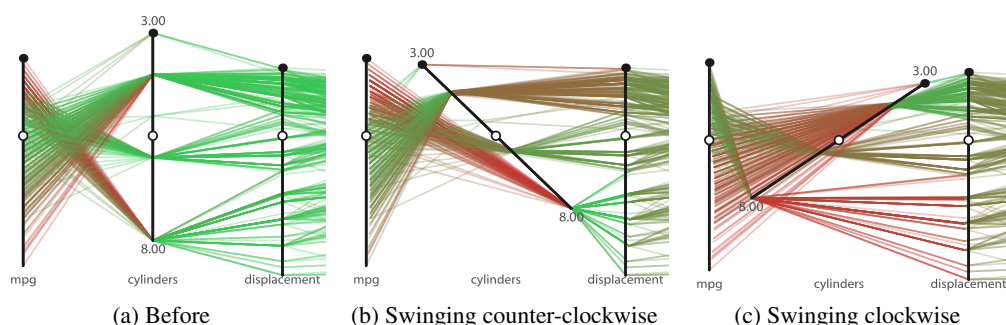 3.00
8.00
mpg
cylinders
displacement
(a) Before
3.00
8.00
mpg
cylinders
displacement
(b) Swinging counter-clockwise
3.00
8.00
mpg
cylinders
displacement
(c) Swinging clockwise